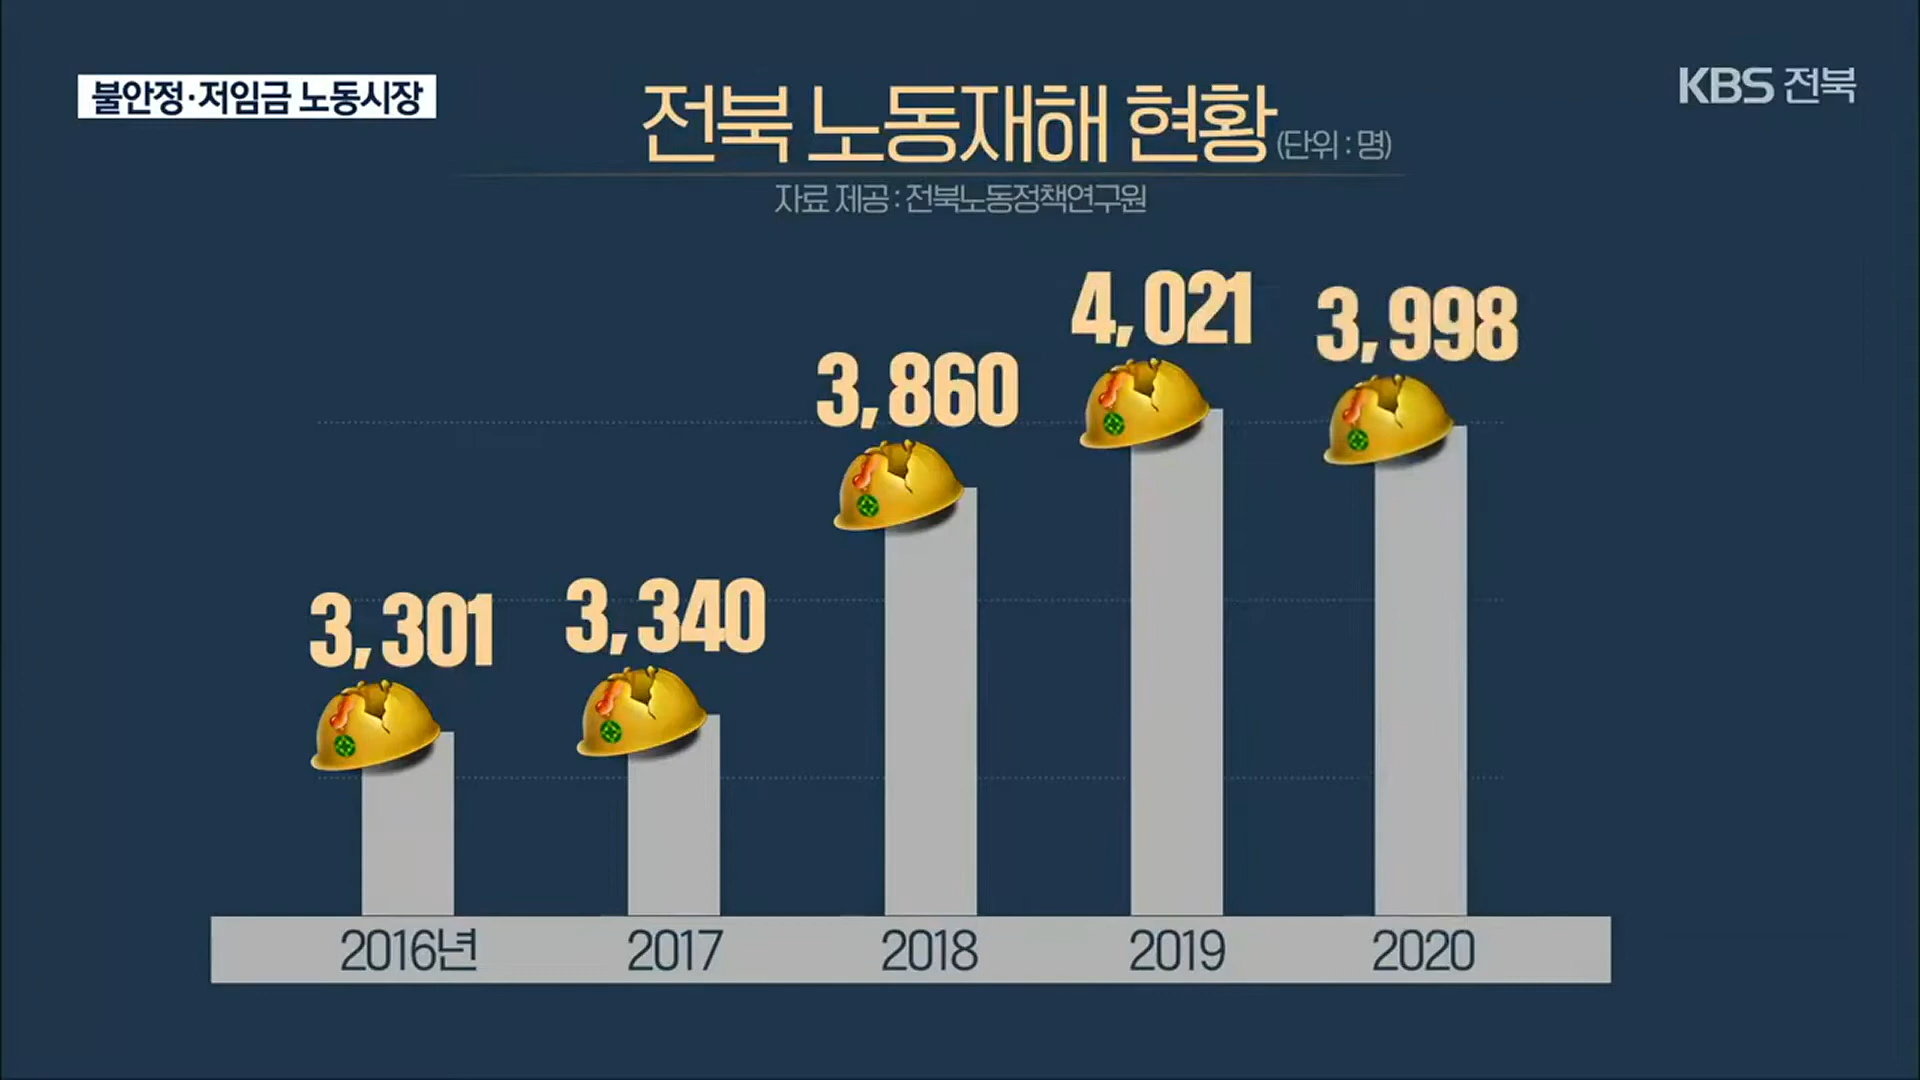 불안정·저임금 노동시장
KBS 전북
전북 노동재해 현황(단위 : 명)
자료 제공 : 전북노동정책연구원
3,301
3,340
3,860
4,021
3,998
2016년
2017
2018
2019
2020